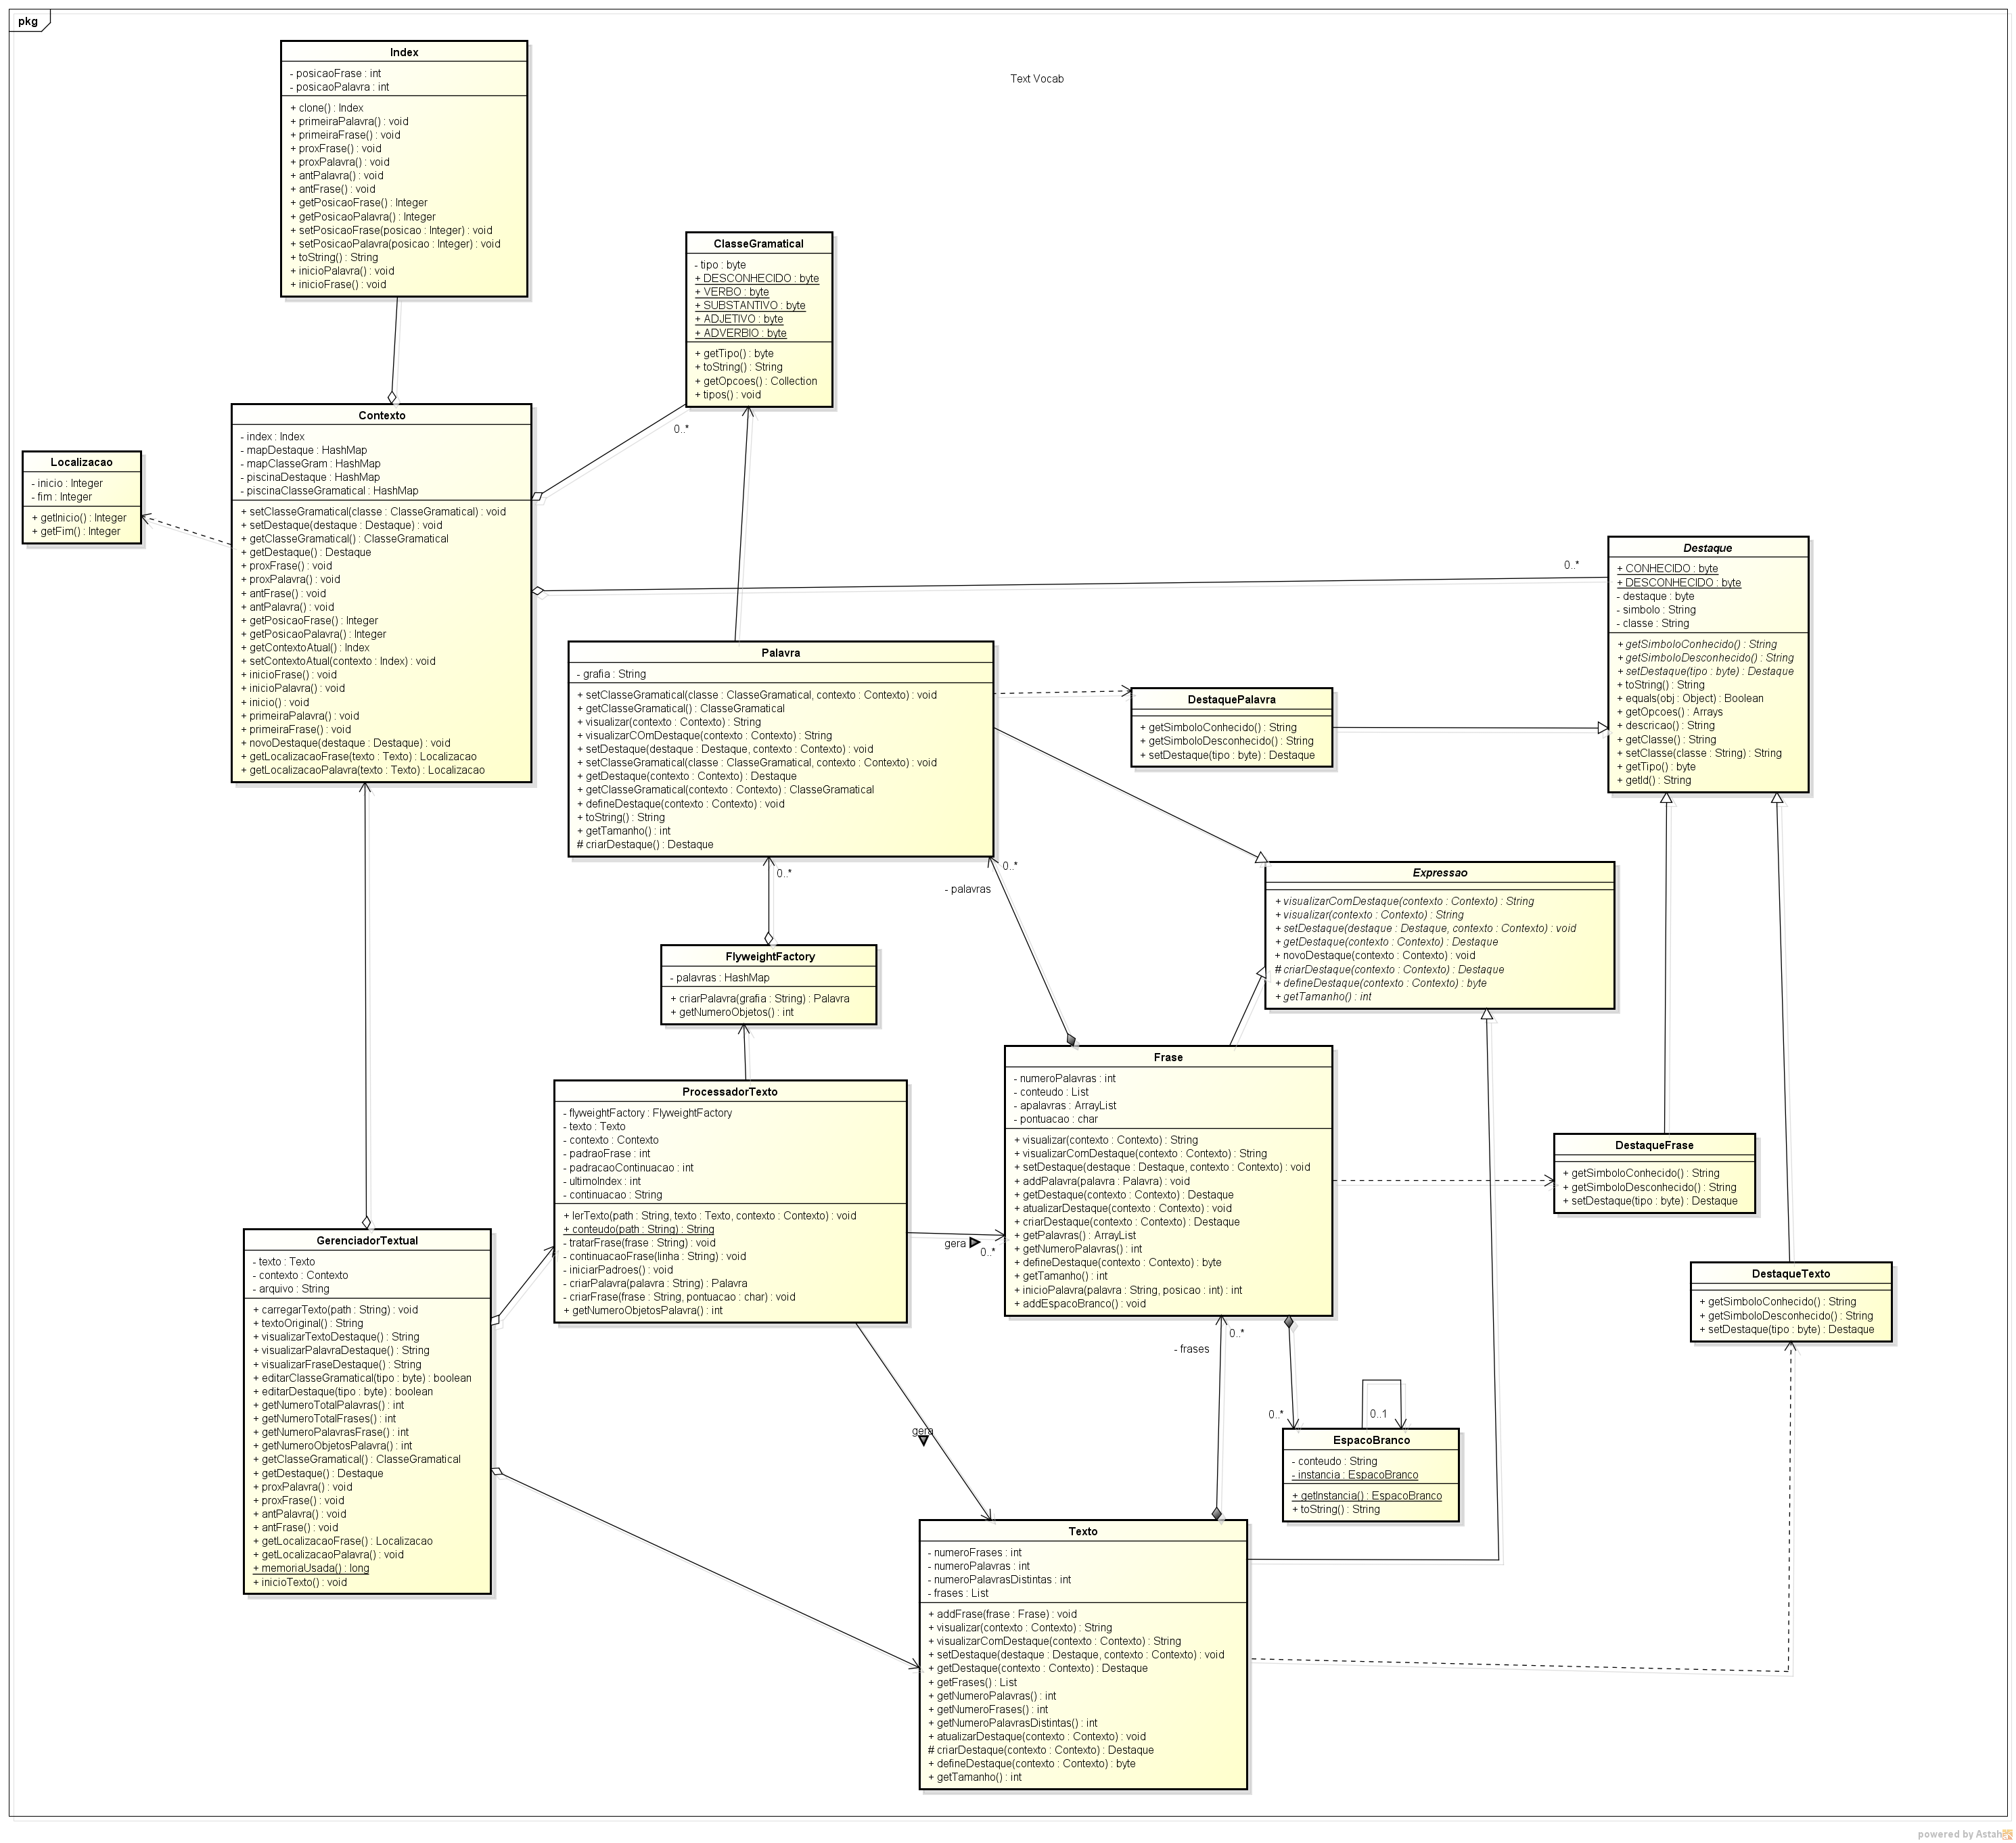 pkg
Text Vocab
Index
- posicaoFrase : int
- posicaoPalavra : int
+ clone() : Index
+ primeiraPalavra() : void
+ primeiraFrase() : void
+ proxFrase() : void
+ proxPalavra() : void
+ antPalavra() : void
+ antFrase() : void
+ getPosicaoFrase() : Integer
+ getPosicaoPalavra() : Integer
+ setPosicaoFrase(posicao : Integer) : void
+ setPosicaoPalavra(posicao : Integer) : void
+ toString() : String
+ inicioPalavra() : void
+ inicioFrase() : void
ClasseGramatical
- tipo : byte
+ DESCONHECIDO : byte
+ VERBO : byte
+ SUBSTANTIVO : byte
+ ADJETIVO : byte
+ ADVERBIO : byte
+ getTipo() : byte
+ toString() : String
+ getOpcoes() : Collection
+ tipos() : void
0..*
Contexto
- index : Index
- mapDestaque : HashMap
- mapClasseGram : HashMap
- piscinaDestaque : HashMap
- piscinaClasseGramatical : HashMap
+ setClasseGramatical(classe : ClasseGramatical) : void
+ setDestaque(destaque : Destaque) : void
+ getClasseGramatical() : ClasseGramatical
+ getDestaque() : Destaque
+ proxFrase() : void
+ proxPalavra() : void
+ antFrase() : void
+ antPalavra() : void
+ getPosicaoFrase() : Integer
+ getPosicaoPalavra() : Integer
+ getContextoAtual() : Index
+ setContextoAtual(contexto : Index) : void
+ inicioFrase() : void
+ inicioPalavra() : void
+ inicio() : void
+ primeiraPalavra() : void
+ primeiraFrase() : void
+ novoDestaque(destaque : Destaque) : void
+ getLocalizacaoFrase(texto : Texto) : Localizacao
+ getLocalizacaoPalavra(texto : Texto) : Localizacao
Localizacao
- inicio : Integer
- fim : Integer
+ getInicio() : Integer
+ getFim() : Integer
0..*
Destaque
+ CONHECIDO : byte
+ DESCONHECIDO : byte
- destaque : byte
- simbolo : String
- classe : String
+ getSimboloConhecido() : String
+ getSimboloDesconhecido() : String
+ setDestaque(tipo : byte) : Destaque
+ toString() : String
+ equals(obj : Object) : Boolean
+ getOpcoes() : Arrays
+ descricao() : String
+ getClasse() : String
+ setClasse(classe : String) : String
+ getTipo() : byte
+ getId() : String
Palavra
- grafia : String
+ setClasseGramatical(classe : ClasseGramatical, contexto : Contexto) : void
+ getClasseGramatical() : ClasseGramatical
+ visualizar(contexto : Contexto) : String
+ visualizarCOmDestaque(contexto : Contexto) : String
+ setDestaque(destaque : Destaque, contexto : Contexto) : void
+ setClasseGramatical(classe : ClasseGramatical, contexto : Contexto) : void
+ getDestaque(contexto : Contexto) : Destaque
+ getClasseGramatical(contexto : Contexto) : ClasseGramatical
+ defineDestaque(contexto : Contexto) : void
+ toString() : String
+ getTamanho() : int
# criarDestaque() : Destaque
DestaquePalavra
+ getSimboloConhecido() : String
+ getSimboloDesconhecido() : String
+ setDestaque(tipo : byte) : Destaque
0..*
0..*
- palavras
Expressao
+ visualizarComDestaque(contexto : Contexto) : String
+ visualizar(contexto : Contexto) : String
+ setDestaque(destaque : Destaque, contexto : Contexto) : void
+ getDestaque(contexto : Contexto) : Destaque
+ novoDestaque(contexto : Contexto) : void
# criarDestaque(contexto : Contexto) : Destaque
+ defineDestaque(contexto : Contexto) : byte
+ getTamanho() : int
FlyweightFactory
- palavras : HashMap
+ criarPalavra(grafia : String) : Palavra
+ getNumeroObjetos() : int
Frase
- numeroPalavras : int
- conteudo : List
- apalavras : ArrayList
- pontuacao : char
+ visualizar(contexto : Contexto) : String
+ visualizarComDestaque(contexto : Contexto) : String
+ setDestaque(destaque : Destaque, contexto : Contexto) : void
+ addPalavra(palavra : Palavra) : void
+ getDestaque(contexto : Contexto) : Destaque
+ atualizarDestaque(contexto : Contexto) : void
+ criarDestaque(contexto : Contexto) : Destaque
+ getPalavras() : ArrayList
+ getNumeroPalavras() : int
+ defineDestaque(contexto : Contexto) : byte
+ getTamanho() : int
+ inicioPalavra(palavra : String, posicao : int) : int
+ addEspacoBranco() : void
ProcessadorTexto
- flyweightFactory : FlyweightFactory
- texto : Texto
- contexto : Contexto
- padraoFrase : int
- padracaoContinuacao : int
- ultimoIndex : int
- continuacao : String
+ lerTexto(path : String, texto : Texto, contexto : Contexto) : void
+ conteudo(path : String) : String
- tratarFrase(frase : String) : void
- continuacaoFrase(linha : String) : void
- iniciarPadroes() : void
- criarPalavra(palavra : String) : Palavra
- criarFrase(frase : String, pontuacao : char) : void
+ getNumeroObjetosPalavra() : int
gera
0..*
DestaqueFrase
+ getSimboloConhecido() : String
+ getSimboloDesconhecido() : String
+ setDestaque(tipo : byte) : Destaque
GerenciadorTextual
- texto : Texto
- contexto : Contexto
- arquivo : String
+ carregarTexto(path : String) : void
+ textoOriginal() : String
+ visualizarTextoDestaque() : String
+ visualizarPalavraDestaque() : String
+ visualizarFraseDestaque() : String
+ editarClasseGramatical(tipo : byte) : boolean
+ editarDestaque(tipo : byte) : boolean
+ getNumeroTotalPalavras() : int
+ getNumeroTotalFrases() : int
+ getNumeroPalavrasFrase() : int
+ getNumeroObjetosPalavra() : int
+ getClasseGramatical() : ClasseGramatical
+ getDestaque() : Destaque
+ proxPalavra() : void
+ proxFrase() : void
+ antPalavra() : void
+ antFrase() : void
+ getLocalizacaoFrase() : Localizacao
+ getLocalizacaoPalavra() : void
+ memoriaUsada() : long
+ inicioTexto() : void
DestaqueTexto
+ getSimboloConhecido() : String
+ getSimboloDesconhecido() : String
+ setDestaque(tipo : byte) : Destaque
0..*
- frases
gera
0..*
0..1
EspacoBranco
- conteudo : String
- instancia : EspacoBranco
+ getInstancia() : EspacoBranco
+ toString() : String
Texto
- numeroFrases : int
- numeroPalavras : int
- numeroPalavrasDistintas : int
- frases : List
+ addFrase(frase : Frase) : void
+ visualizar(contexto : Contexto) : String
+ visualizarComDestaque(contexto : Contexto) : String
+ setDestaque(destaque : Destaque, contexto : Contexto) : void
+ getDestaque(contexto : Contexto) : Destaque
+ getFrases() : List
+ getNumeroPalavras() : int
+ getNumeroFrases() : int
+ getNumeroPalavrasDistintas() : int
+ atualizarDestaque(contexto : Contexto) : void
# criarDestaque(contexto : Contexto) : Destaque
+ defineDestaque(contexto : Contexto) : byte
+ getTamanho() : int
powered by Astah